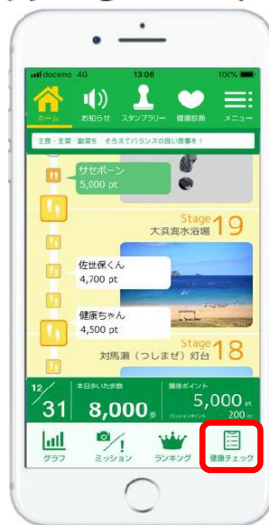 docomo 4G 13:06 100%
ホーム お知らせ スタンプラリー 健康診断 メニュー
主食・主菜・副菜を そろえてバランスの良い食事を!
サセボーン
5,000 pt
Stage 19
大浜海水浴場
佐世保くん
4,700 pt
健康ちゃん
4,500 pt
Stage 18
対馬瀬(つしまぜ)灯台
12/31
本日歩いた歩数
8,000歩
獲得ポイント
5,000 pt
200 pt
グラフ ミッション ランキング 健康チェック